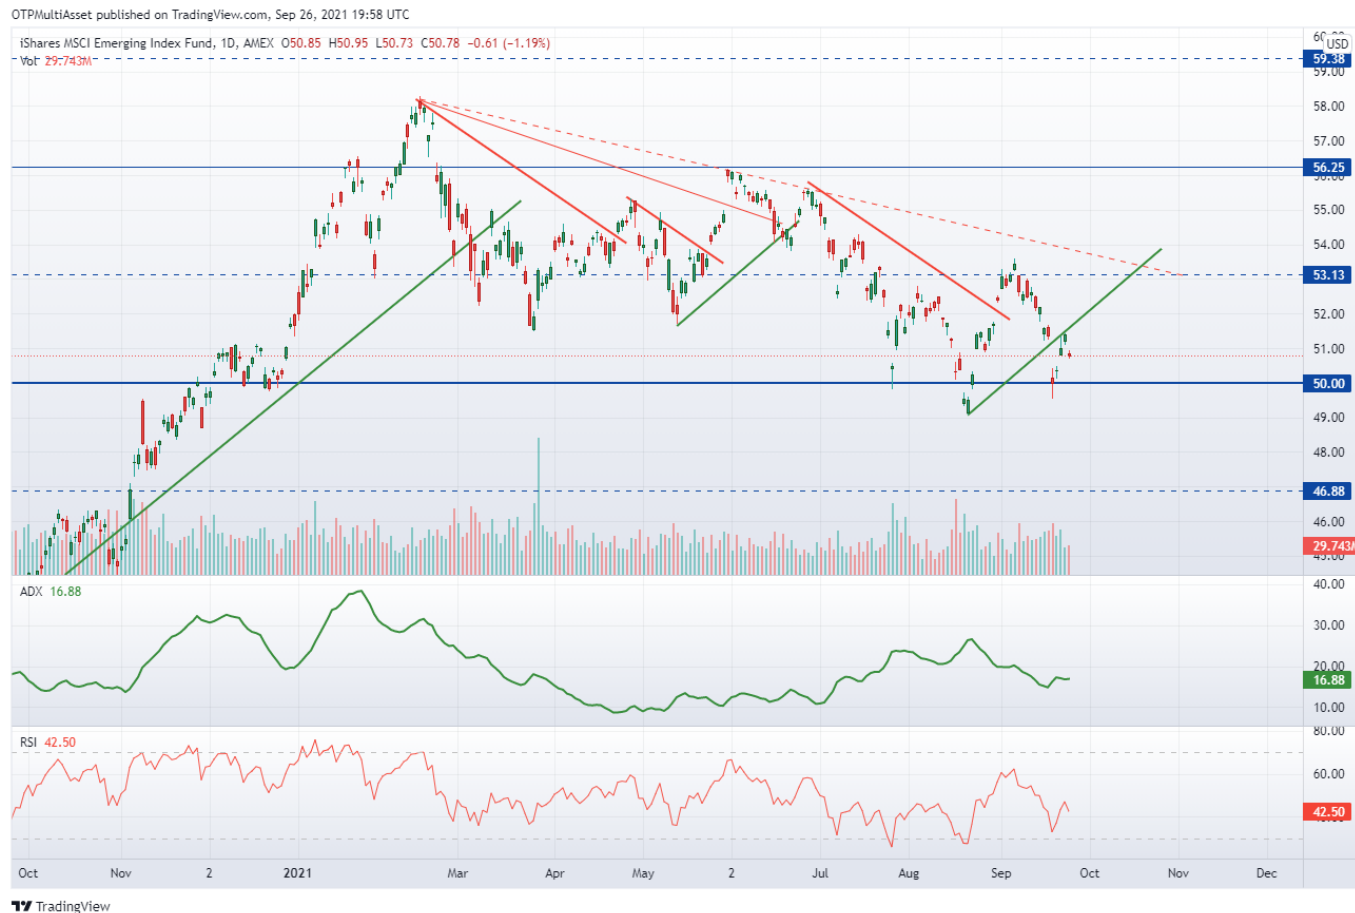 OTPMultiAsset published on TradingView.com, Sep 26, 2021 19:58 UTC
iShares MSCI Emerging Index Fund, 1D, AMEX O50.85 H50.95 L50.73 C50.78 −0.61 (−1.19%)
Vol 29.743M
USD
59.38
59.00
58.00
57.00
56.25
56.00
55.00
54.00
53.13
52.00
51.00
50.00
49.00
48.00
46.88
46.00
29.743M
45.00
ADX 16.88
40.00
30.00
20.00
16.88
10.00
RSI 42.50
80.00
60.00
42.50
Oct Nov 2 2021 Mar Apr May 2 Jul Aug Sep Oct Nov Dec
TradingView